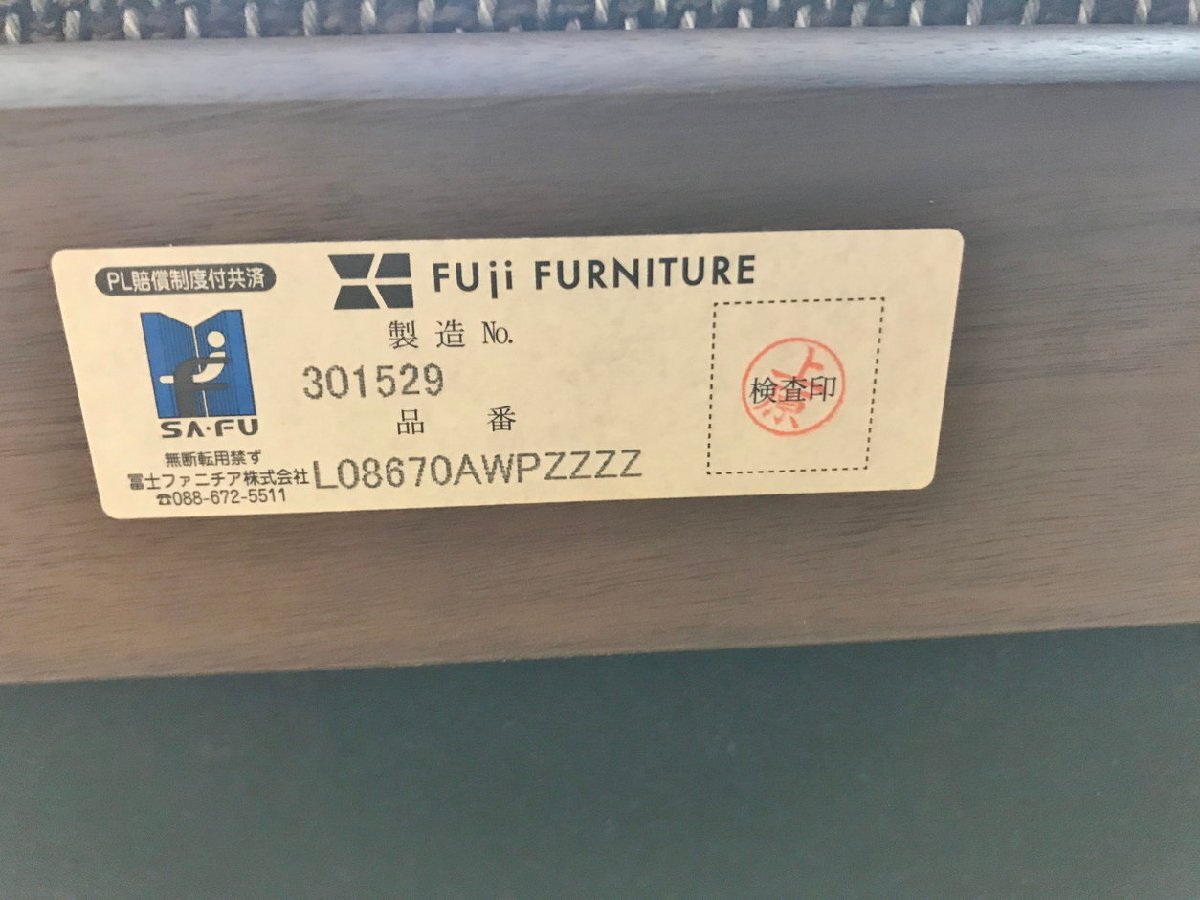 PL賠償制度付共済
FUjii FURNITURE
製造 No.
301529
品 番
L08670AWPZZZZ
SA・FU
無断転用禁ず
冨士ファニチア株式会社
☎088-672-5511
検査印